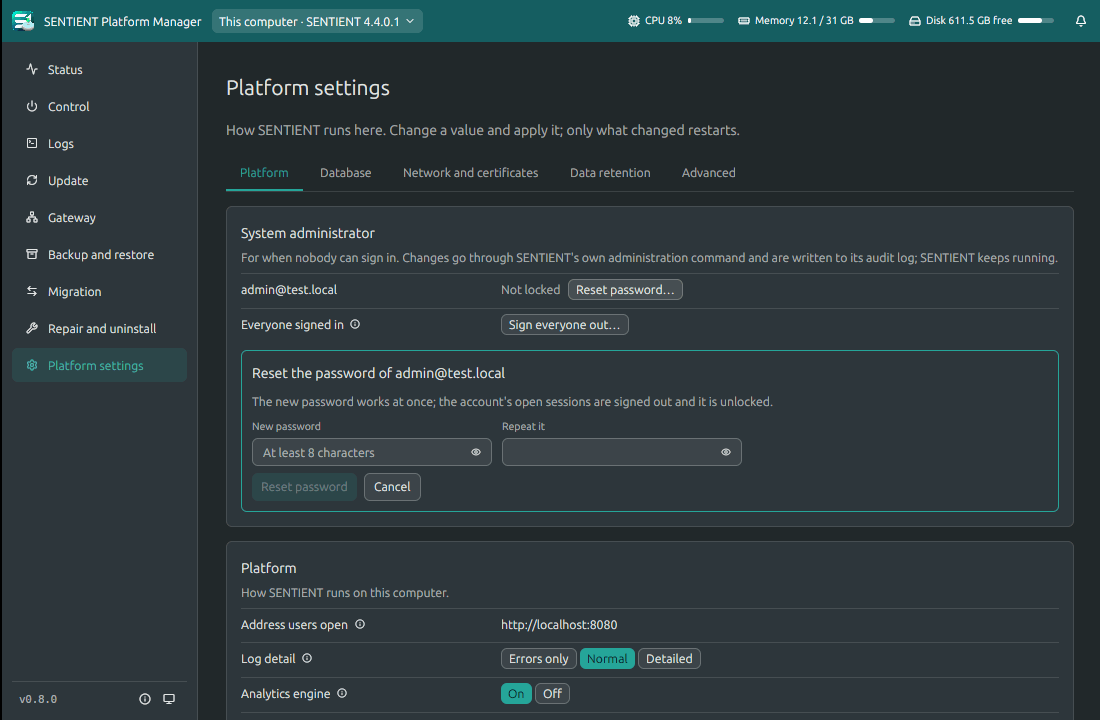 SENTIENT Platform Manager
This computer · SENTIENT 4.4.0.1
CPU 8%
Memory 12.1 / 31 GB
Disk 611.5 GB free
Status
Control
Logs
Update
Gateway
Backup and restore
Migration
Repair and uninstall
Platform settings
v0.8.0
Platform settings
How SENTIENT runs here. Change a value and apply it; only what changed restarts.
Platform Database Network and certificates Data retention Advanced
System administrator
For when nobody can sign in. Changes go through SENTIENT's own administration command and are written to its audit log; SENTIENT keeps running.
admin@test.local Not locked Reset password...
Everyone signed in Sign everyone out...
Reset the password of admin@test.local
The new password works at once; the account's open sessions are signed out and it is unlocked.
New password Repeat it
At least 8 characters
Reset password Cancel
Platform
How SENTIENT runs on this computer.
Address users open http://localhost:8080
Log detail Errors only Normal Detailed
Analytics engine On Off